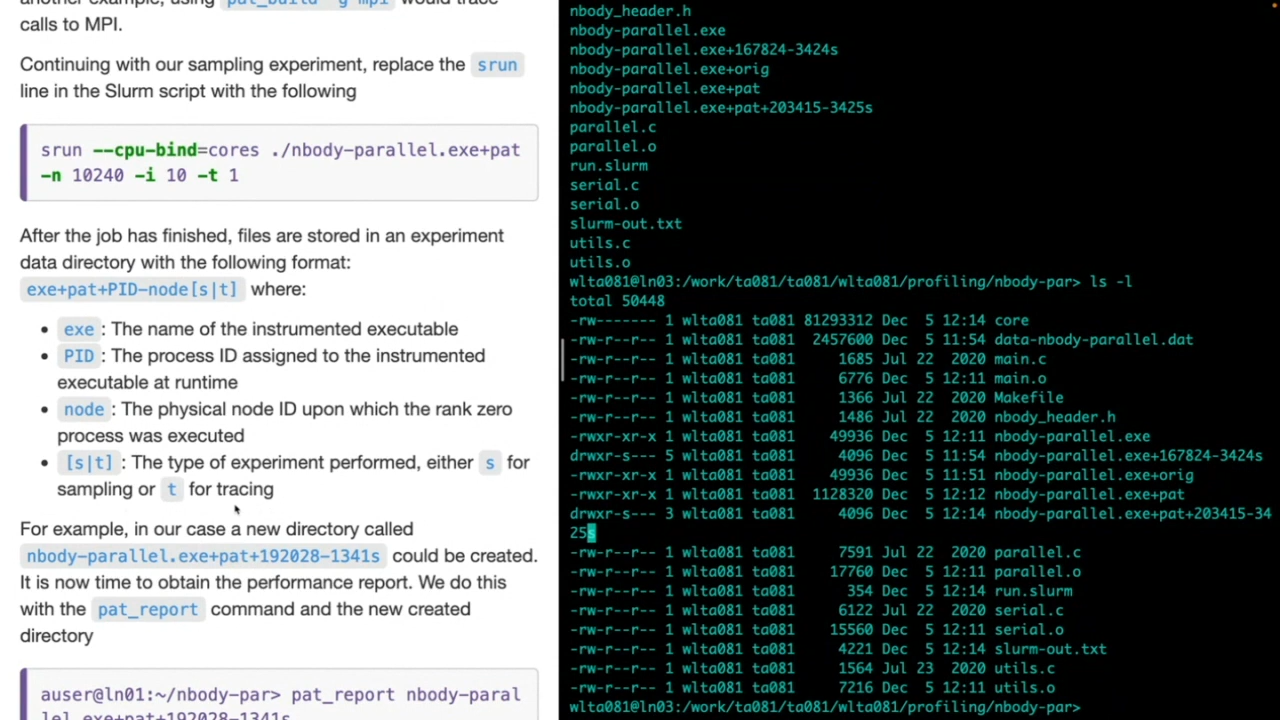 another example, using pat_build -g mpi would trace
calls to MPI.
Continuing with our sampling experiment, replace the srun
line in the Slurm script with the following
srun --cpu-bind=cores ./nbody-parallel.exe+pat
-n 10240 -i 10 -t 1
After the job has finished, files are stored in an experiment
data directory with the following format:
exe+pat+PID-node[s|t] where:
• exe: The name of the instrumented executable
• PID: The process ID assigned to the instrumented
executable at runtime
• node: The physical node ID upon which the rank zero
process was executed
• [s|t]: The type of experiment performed, either s for
sampling or t for tracing
For example, in our case a new directory called
nbody-parallel.exe+pat+192028-1341s could be created.
It is now time to obtain the performance report. We do this
with the pat_report command and the new created
directory
auser@ln01:~/nbody-par> pat_report nbody-paral
lel.exe+pat+192028-1341s
nbody_header.h
nbody-parallel.exe
nbody-parallel.exe+167824-3424s
nbody-parallel.exe+orig
nbody-parallel.exe+pat
nbody-parallel.exe+pat+203415-3425s
parallel.c
parallel.o
run.slurm
serial.c
serial.o
slurm-out.txt
utils.c
utils.o
wlta081@ln03:/work/ta081/ta081/wlta081/profiling/nbody-par> ls -l
total 50448
-rw------- 1 wlta081 ta081 81293312 Dec  5 12:14 core
-rw-r--r-- 1 wlta081 ta081  2457600 Dec  5 11:54 data-nbody-parallel.dat
-rw-r--r-- 1 wlta081 ta081     1685 Jul 22  2020 main.c
-rw-r--r-- 1 wlta081 ta081     6776 Dec  5 12:11 main.o
-rw-r--r-- 1 wlta081 ta081     1366 Jul 22  2020 Makefile
-rw-r--r-- 1 wlta081 ta081     1486 Jul 22  2020 nbody_header.h
-rwxr-xr-x 1 wlta081 ta081    49936 Dec  5 12:11 nbody-parallel.exe
drwxr-s--- 5 wlta081 ta081     4096 Dec  5 11:54 nbody-parallel.exe+167824-3424s
-rwxr-xr-x 1 wlta081 ta081    49936 Dec  5 11:51 nbody-parallel.exe+orig
-rwxr-xr-x 1 wlta081 ta081  1128320 Dec  5 12:12 nbody-parallel.exe+pat
drwxr-s--- 3 wlta081 ta081     4096 Dec  5 12:14 nbody-parallel.exe+pat+203415-34
25s
-rw-r--r-- 1 wlta081 ta081     7591 Jul 22  2020 parallel.c
-rw-r--r-- 1 wlta081 ta081    17760 Dec  5 12:11 parallel.o
-rw-r--r-- 1 wlta081 ta081      354 Dec  5 12:14 run.slurm
-rw-r--r-- 1 wlta081 ta081     6122 Jul 22  2020 serial.c
-rw-r--r-- 1 wlta081 ta081    15560 Dec  5 12:11 serial.o
-rw-r--r-- 1 wlta081 ta081     4221 Dec  5 12:14 slurm-out.txt
-rw-r--r-- 1 wlta081 ta081     1564 Jul 23  2020 utils.c
-rw-r--r-- 1 wlta081 ta081     7216 Dec  5 12:11 utils.o
wlta081@ln03:/work/ta081/ta081/wlta081/profiling/nbody-par>